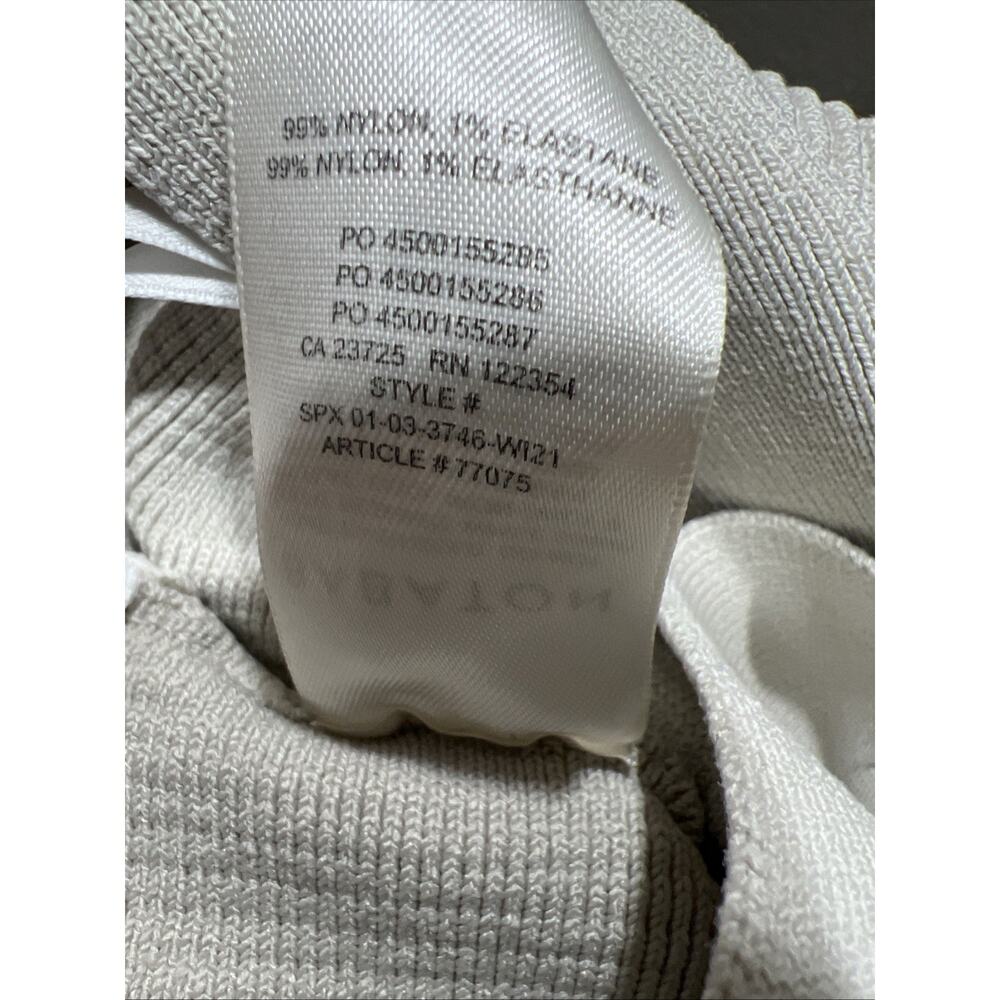 99% NYLON, 1% ELASTANE
99% NYLON, 1% ELASTHANNE
PO 4500155285
PO 4500155286
PO 4500155287
CA 23725 RN 122354
STYLE #
SPX 01-03-3746-WI21
ARTICLE # 77075